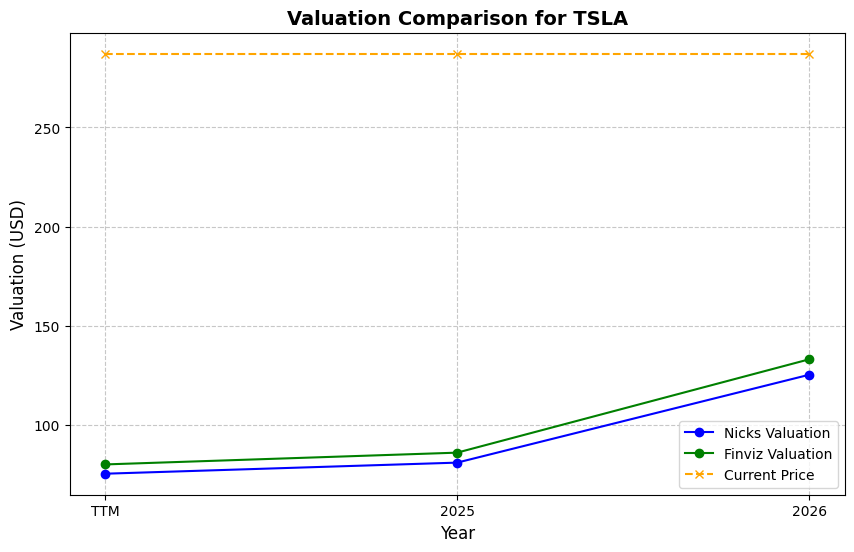 Valuation Comparison for TSLA
Valuation (USD)
250
200
150
100
TTM
2025
2026
Year
Nicks Valuation
Finviz Valuation
Current Price